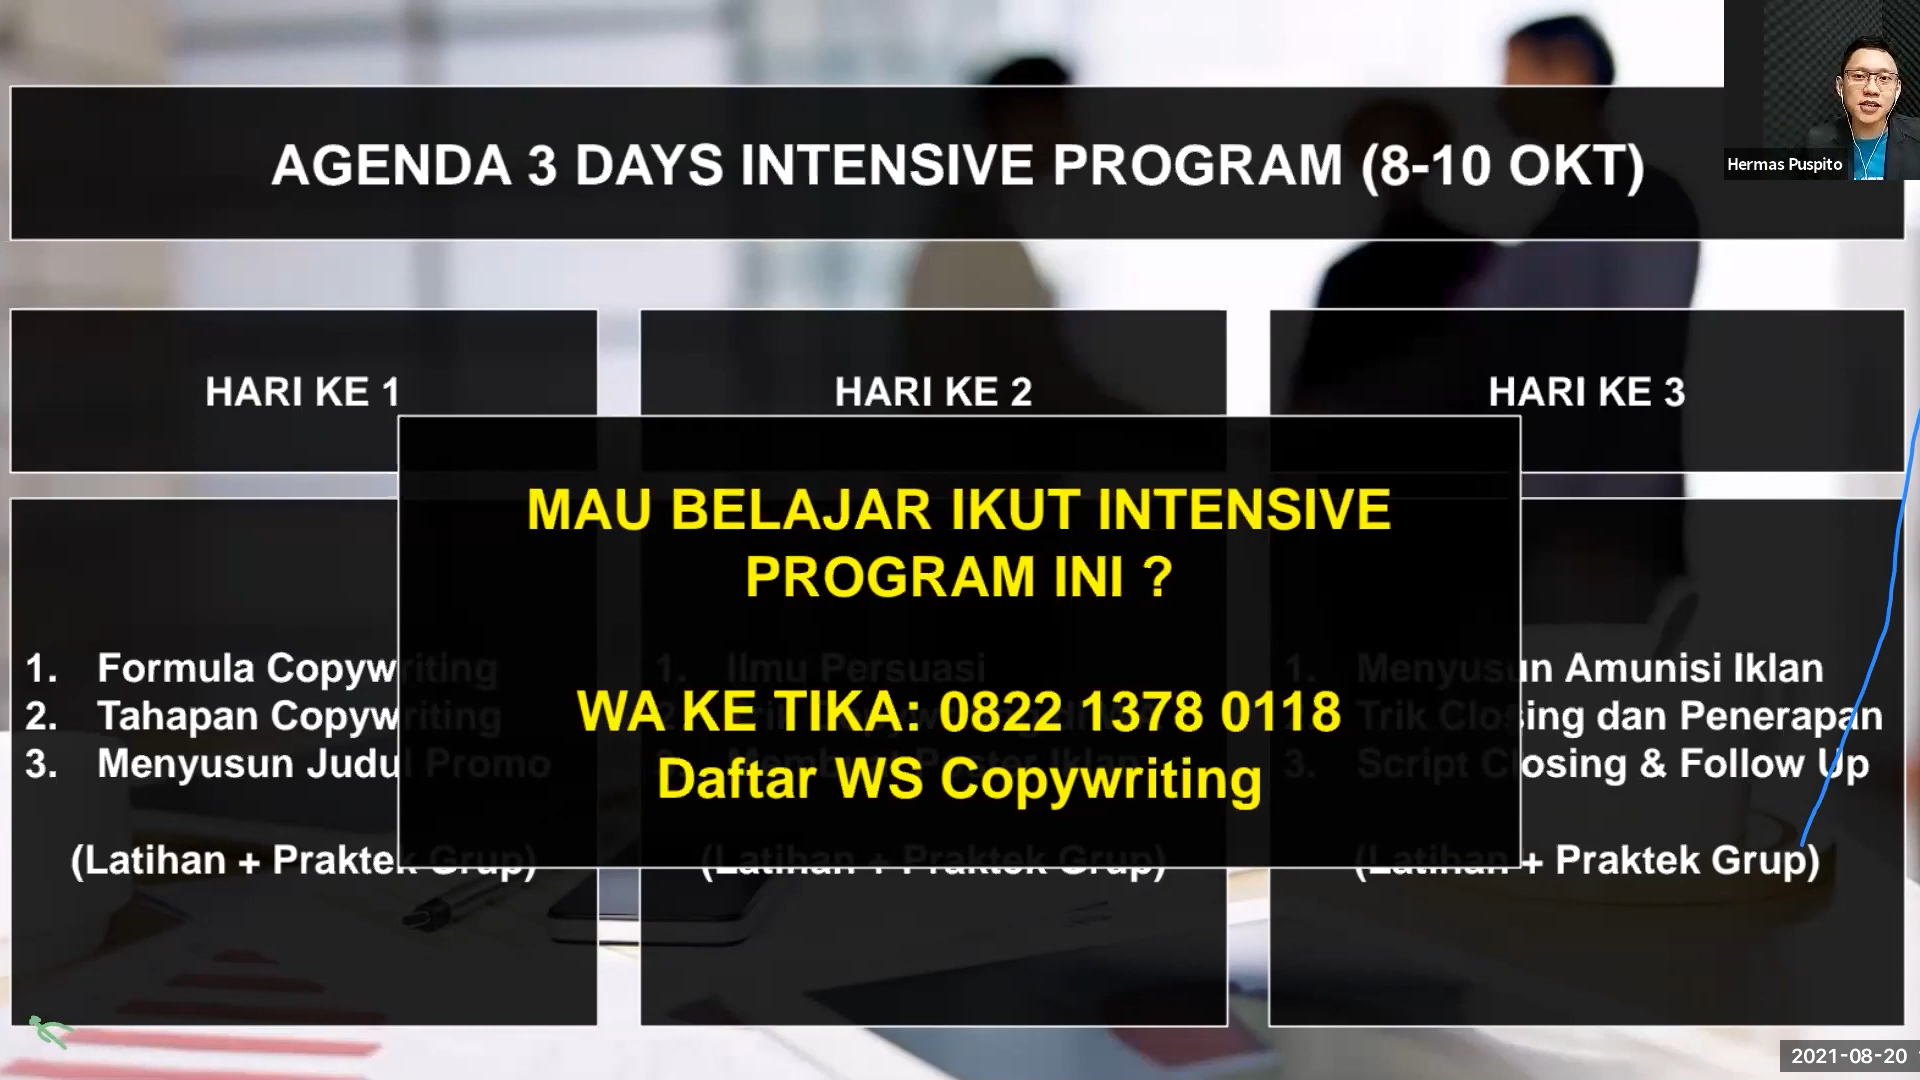 AGENDA 3 DAYS INTENSIVE PROGRAM (8-10 OKT)
Hermas Puspito
HARI KE 1
HARI KE 2
HARI KE 3
MAU BELAJAR IKUT INTENSIVE
PROGRAM INI ?
WA KE TIKA: 0822 1378 0118
Daftar WS Copywriting
1. Formula Copywriting
2. Tahapan Copywriting
3. Menyusun Judul Promo
(Latihan + Praktek Grup)
1. Ilmu Persuasi
(Latihan + Praktek Grup)
1. Menyusun Amunisi Iklan
2. Trik Closing dan Penerapan
3. Script Closing & Follow Up
(Latihan + Praktek Grup)
2021-08-20